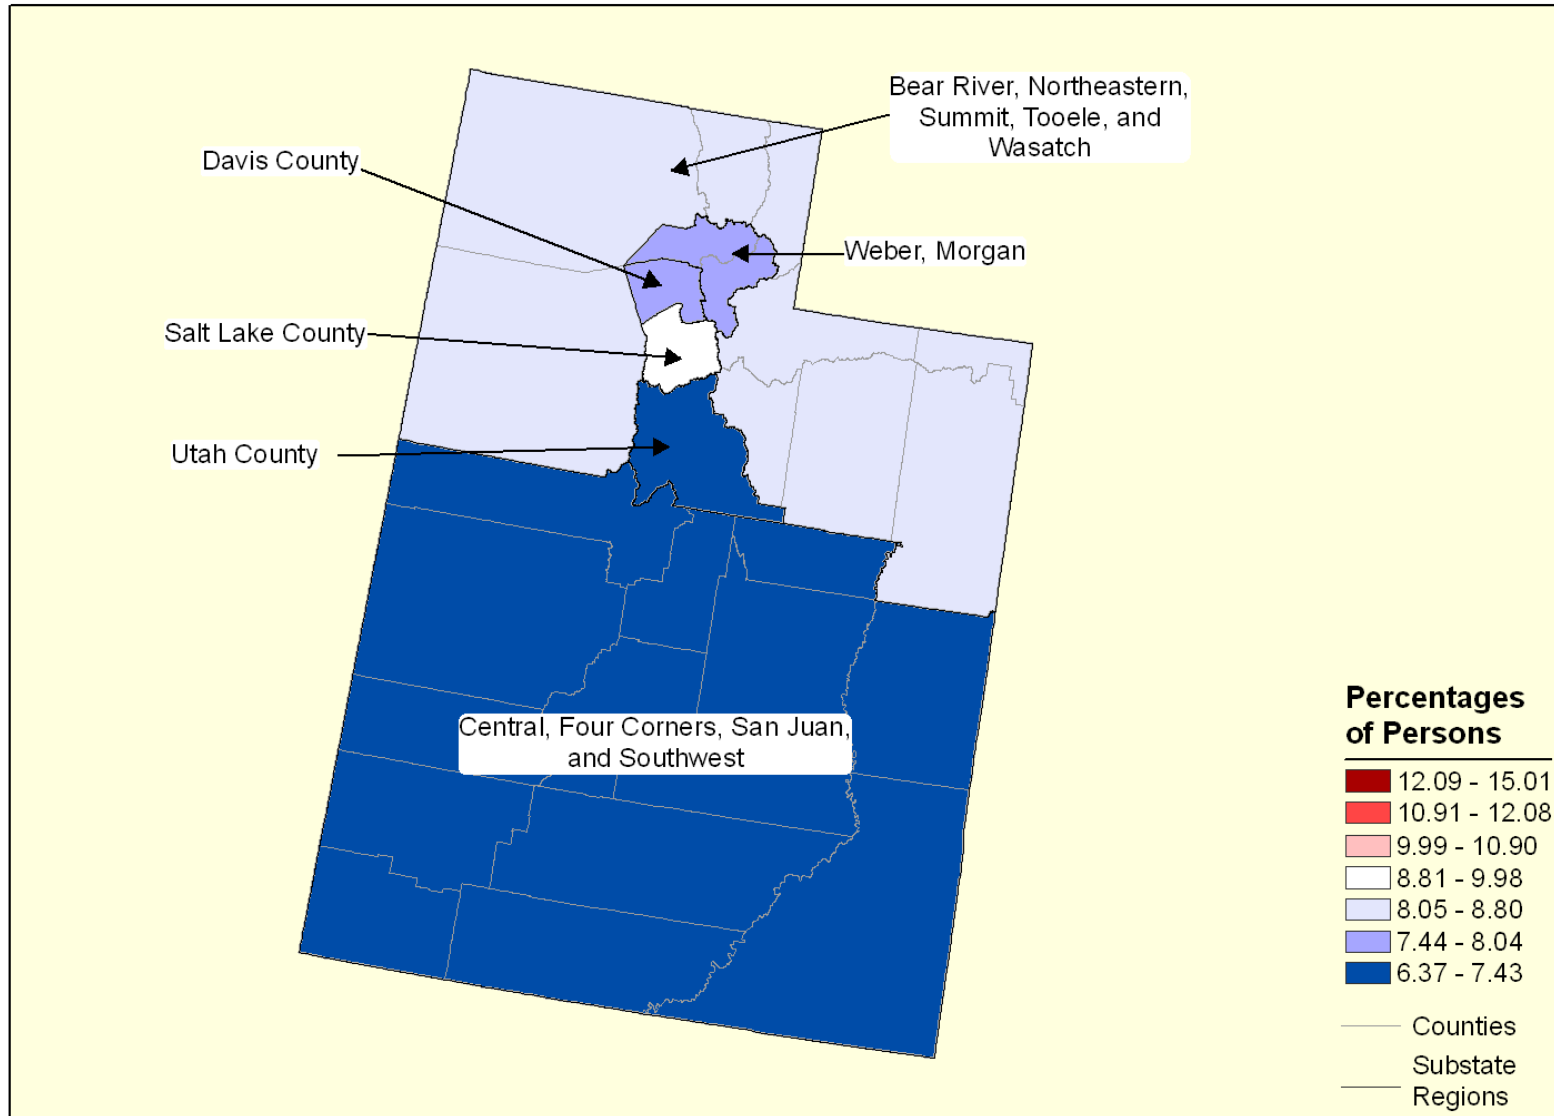 Bear River, Northeastern,
Summit, Tooele, and
Wasatch
Davis County
Weber, Morgan
Salt Lake County
Utah County
Central, Four Corners, San Juan,
and Southwest
Percentages
of Persons
12.09 - 15.01
10.91 - 12.08
9.99 - 10.90
8.81 - 9.98
8.05 - 8.80
7.44 - 8.04
6.37 - 7.43
Counties
Substate
Regions